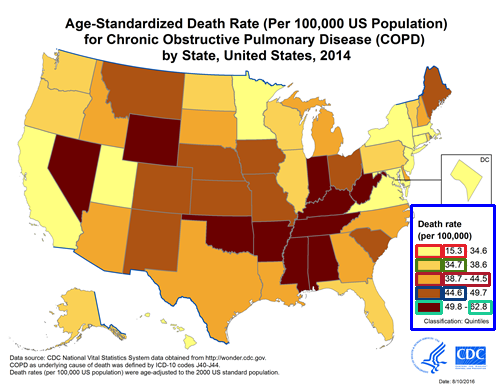 Age-Standardized Death Rate (Per 100,000 US Population)
for Chronic Obstructive Pulmonary Disease (COPD)
by State, United States, 2014
DC
Death rate
(per 100,000)
15.3 34.6
34.7 38.6
38.7 - 44.5
44.6 49.7
49.8 - 62.8
Classification: Quintiles
Data source: CDC National Vital Statistics System data obtained from http://wonder.cdc.gov.
COPD as underlying cause of death was defined by ICD-10 codes J40-J44.
Death rates (per 100,000 US population) were age-adjusted to the 2000 US standard population.
CDC
Date: 6/10/2016